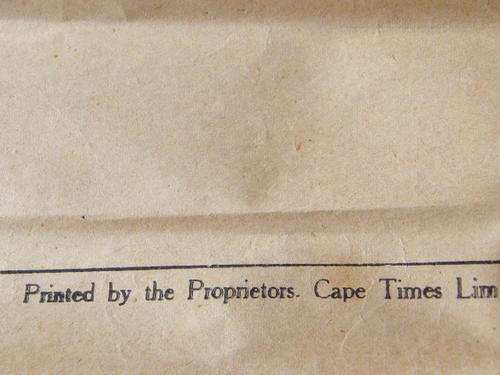 Printed by the Proprietors. Cape Times Lim